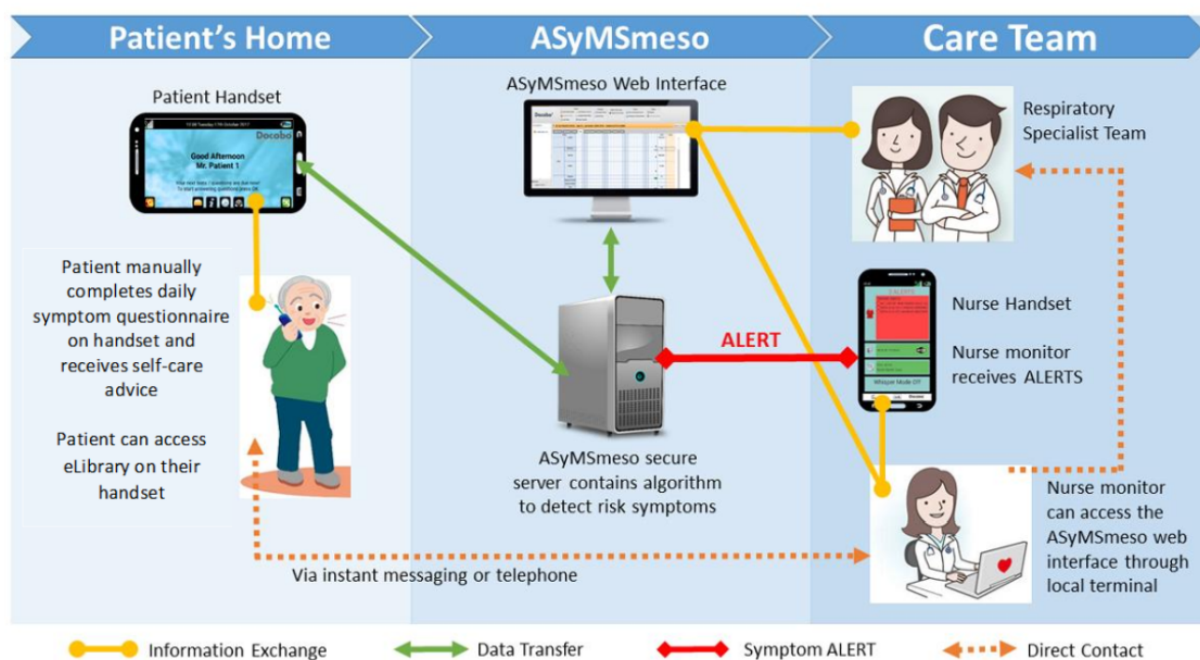 Patient's Home
ASyMSmeso
Care Team
Patient Handset
Docobo
Good Afternoon
Mr. Patient 1
Patient manually
completes daily
symptom questionnaire
on handset and
receives self-care
advice
Patient can access
eLibrary on their
handset
ASyMSmeso Web Interface
Docobo
ALERT
ASyMSmeso secure
server contains algorithm
to detect risk symptoms
Via instant messaging or telephone
Respiratory
Specialist Team
Nurse Handset
Nurse monitor
receives ALERTS
Whisper Mode Off
Nurse monitor
can access the
ASyMSmeso web
interface through
local terminal
Information Exchange
Data Transfer
Symptom ALERT
Direct Contact